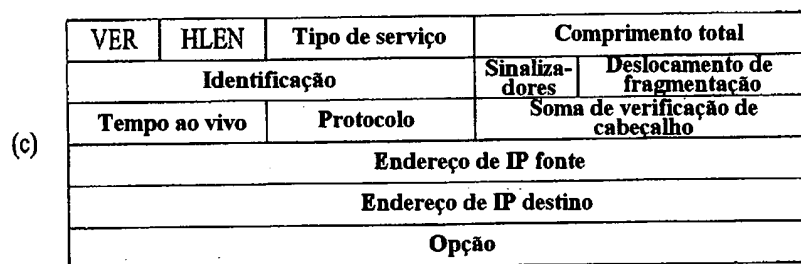 VER HLEN Tipo de serviço Comprimento total
Identificação Sinaliza-
dores Deslocamento de
fragmentação
Tempo ao vivo Protocolo Soma de verificação de
cabeçalho
(c)
Endereço de IP fonte
Endereço de IP destino
Opção